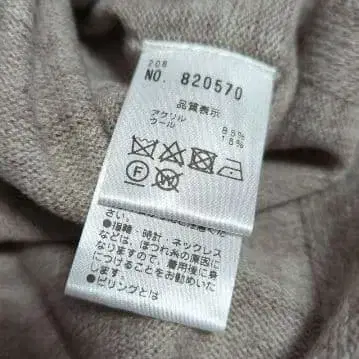 208
NO. 820570
品質表示
アクリル 85%
ウール 15%
F
さい。
●指輪・時計・ネックレス
などは、ほつれ糸の原因に
なりますので、着用後に身
につけることをお勧めいた
します。
●ピリングとは